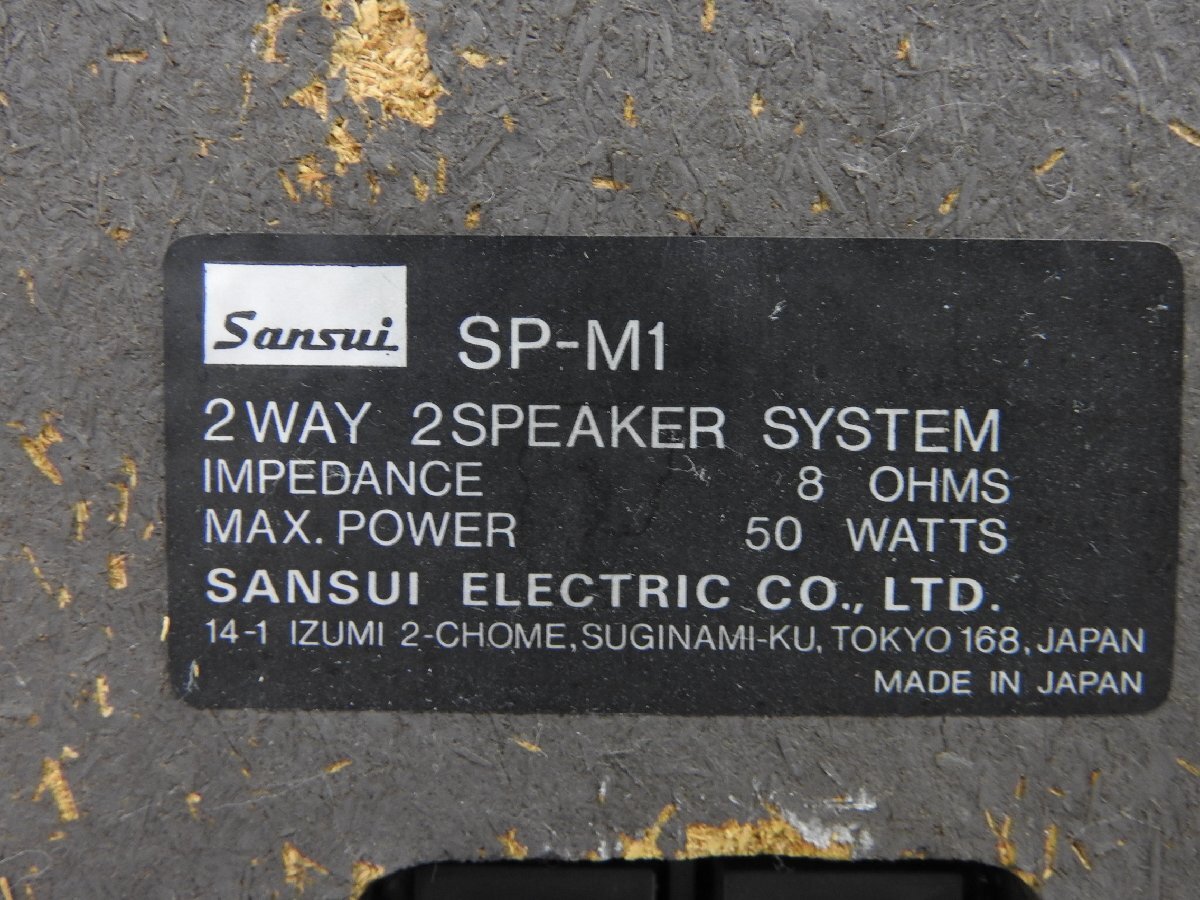 Sansui SP-M1
2WAY 2SPEAKER SYSTEM
IMPEDANCE 8 OHMS
MAX. POWER 50 WATTS
SANSUI ELECTRIC CO., LTD.
14-1 IZUMI 2-CHOME, SUGINAMI-KU, TOKYO 168, JAPAN
MADE IN JAPAN